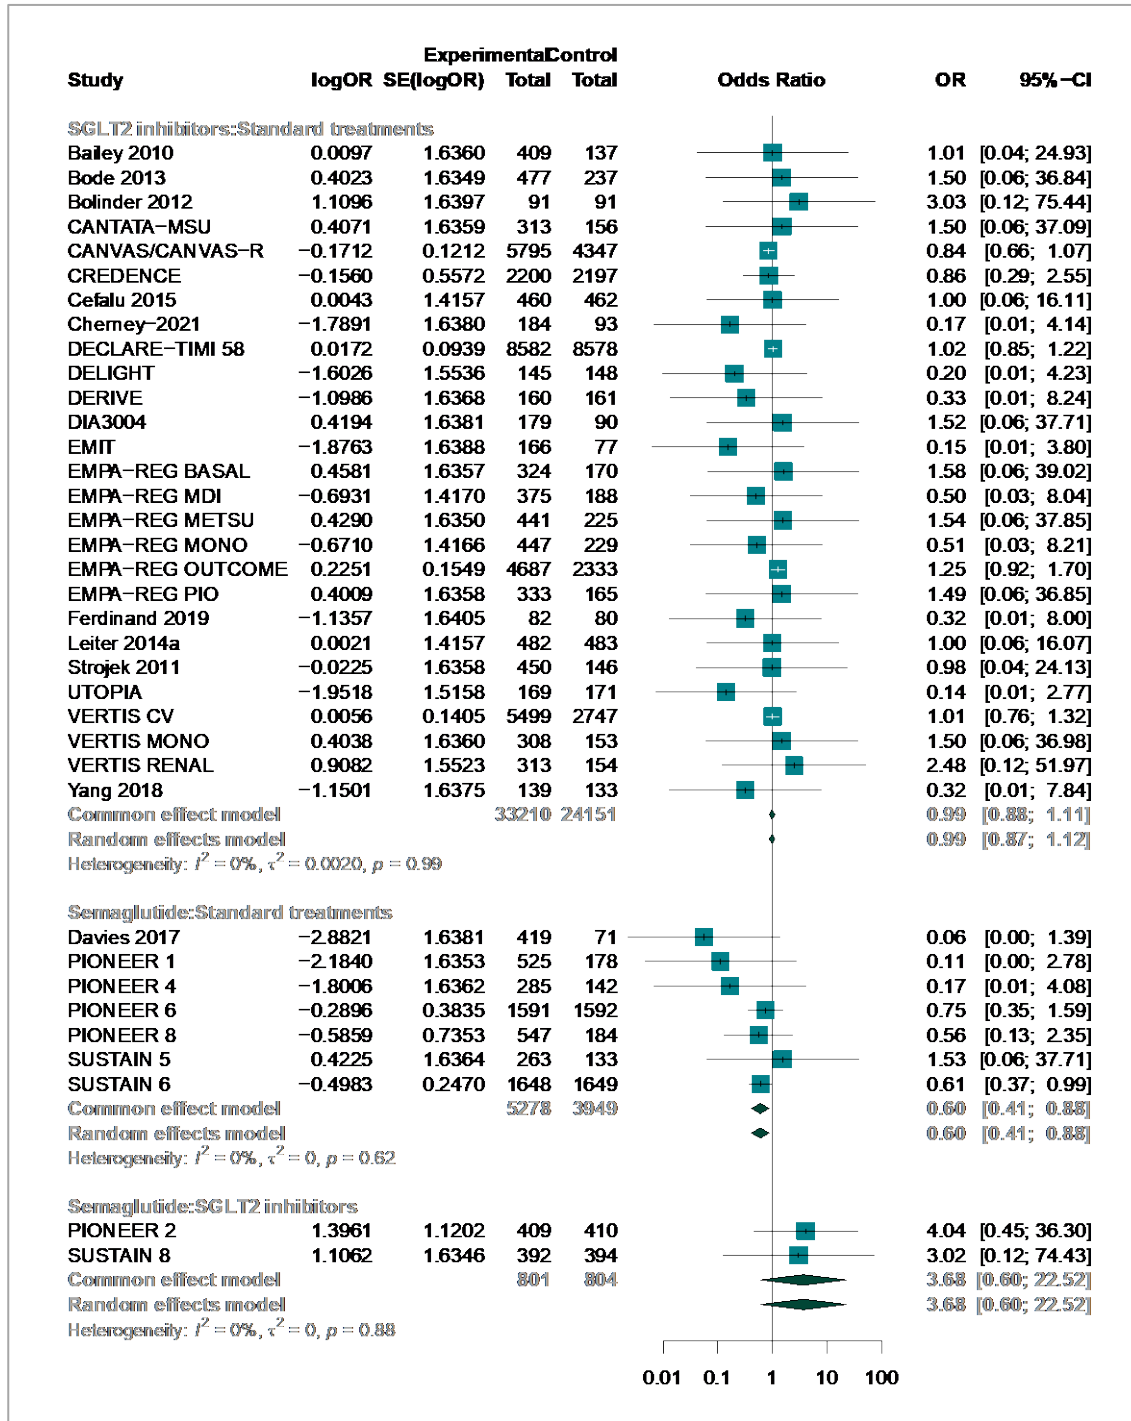 ExperimentalControl
Study logOR SE(logOR) Total Total Odds Ratio OR 95%−CI
SGLT2 inhibitors:Standard treatments
Bailey 2010 0.0097 1.6360 409 137 1.01 [0.04; 24.93]
Bode 2013 0.4023 1.6349 477 237 1.50 [0.06; 36.84]
Bolinder 2012 1.1096 1.6397 91 91 3.03 [0.12; 75.44]
CANTATA−MSU 0.4071 1.6359 313 156 1.50 [0.06; 37.09]
CANVAS/CANVAS−R −0.1712 0.1212 5795 4347 0.84 [0.66; 1.07]
CREDENCE −0.1560 0.5572 2200 2197 0.86 [0.29; 2.55]
Cefalu 2015 0.0043 1.4157 460 462 1.00 [0.06; 16.11]
Cherney−2021 −1.7891 1.6380 184 93 0.17 [0.01; 4.14]
DECLARE−TIMI 58 0.0172 0.0939 8582 8578 1.02 [0.85; 1.22]
DELIGHT −1.6026 1.5536 145 148 0.20 [0.01; 4.23]
DERIVE −1.0986 1.6368 160 161 0.33 [0.01; 8.24]
DIA3004 0.4194 1.6381 179 90 1.52 [0.06; 37.71]
EMIT −1.8763 1.6388 166 77 0.15 [0.01; 3.80]
EMPA−REG BASAL 0.4581 1.6357 324 170 1.58 [0.06; 39.02]
EMPA−REG MDI −0.6931 1.4170 375 188 0.50 [0.03; 8.04]
EMPA−REG METSU 0.4290 1.6350 441 225 1.54 [0.06; 37.85]
EMPA−REG MONO −0.6710 1.4166 447 229 0.51 [0.03; 8.21]
EMPA−REG OUTCOME 0.2251 0.1549 4687 2333 1.25 [0.92; 1.70]
EMPA−REG PIO 0.4009 1.6358 333 165 1.49 [0.06; 36.85]
Ferdinand 2019 −1.1357 1.6405 82 80 0.32 [0.01; 8.00]
Leiter 2014a 0.0021 1.4157 482 483 1.00 [0.06; 16.07]
Strojek 2011 −0.0225 1.6358 450 146 0.98 [0.04; 24.13]
UTOPIA −1.9518 1.5158 169 171 0.14 [0.01; 2.77]
VERTIS CV 0.0056 0.1405 5499 2747 1.01 [0.76; 1.32]
VERTIS MONO 0.4038 1.6360 308 153 1.50 [0.06; 36.98]
VERTIS RENAL 0.9082 1.5523 313 154 2.48 [0.12; 51.97]
Yang 2018 −1.1501 1.6375 139 133 0.32 [0.01; 7.84]
Common effect model 33210 24151 0.99 [0.88; 1.11]
Random effects model 0.99 [0.87; 1.12]
Heterogeneity: I² = 0%, τ² = 0.0020, p = 0.99
Semaglutide:Standard treatments
Davies 2017 −2.8821 1.6381 419 71 0.06 [0.00; 1.39]
PIONEER 1 −2.1840 1.6353 525 178 0.11 [0.00; 2.78]
PIONEER 4 −1.8006 1.6362 285 142 0.17 [0.01; 4.08]
PIONEER 6 −0.2896 0.3835 1591 1592 0.75 [0.35; 1.59]
PIONEER 8 −0.5859 0.7353 547 184 0.56 [0.13; 2.35]
SUSTAIN 5 0.4225 1.6364 263 133 1.53 [0.06; 37.71]
SUSTAIN 6 −0.4983 0.2470 1648 1649 0.61 [0.37; 0.99]
Common effect model 5278 3949 0.60 [0.41; 0.88]
Random effects model 0.60 [0.41; 0.88]
Heterogeneity: I² = 0%, τ² = 0, p = 0.62
Semaglutide:SGLT2 inhibitors
PIONEER 2 1.3961 1.1202 409 410 4.04 [0.45; 36.30]
SUSTAIN 8 1.1062 1.6346 392 394 3.02 [0.12; 74.43]
Common effect model 801 804 3.68 [0.60; 22.52]
Random effects model 3.68 [0.60; 22.52]
Heterogeneity: I² = 0%, τ² = 0, p = 0.88
0.01 0.1 1 10 100